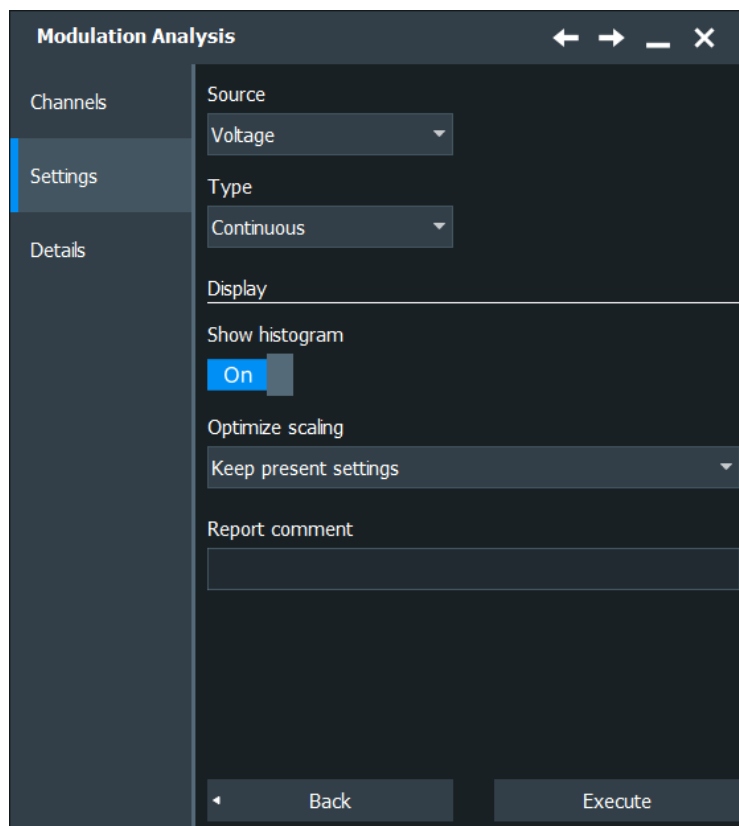 Modulation Analysis
Channels
Settings
Details
Source
Voltage
Type
Continuous
Display
Show histogram
On
Optimize scaling
Keep present settings
Report comment
Back
Execute